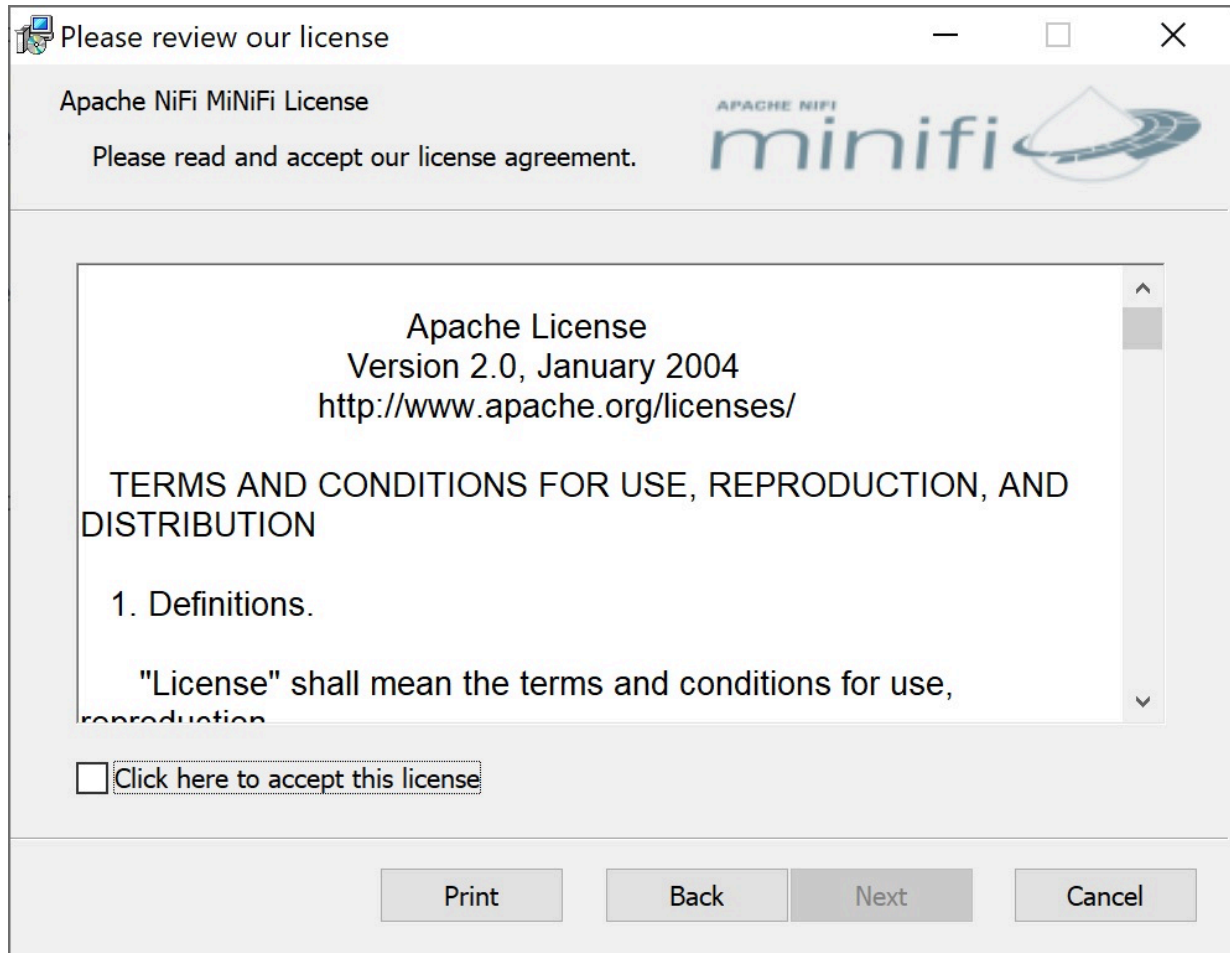 Please review our license
Apache NiFi MiNiFi License
Please read and accept our license agreement.
APACHE NIFI
minifi
Apache License
Version 2.0, January 2004
http://www.apache.org/licenses/
TERMS AND CONDITIONS FOR USE, REPRODUCTION, AND
DISTRIBUTION
1. Definitions.
"License" shall mean the terms and conditions for use,
reproduction
Click here to accept this license
Print
Back
Next
Cancel